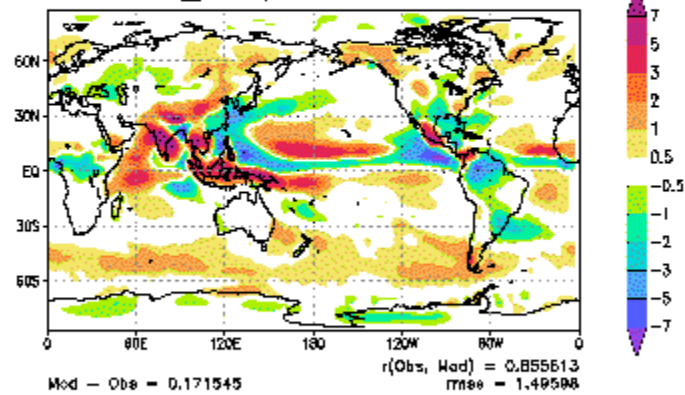 60N
30N
EQ
30S
60S
0 60E 120E 180 120W 60W 0
7
5
3
2
1
0.5
-0.5
-1
-2
-3
-5
-7
r(Obs, Mod) = 0.855613
Mod - Obs = 0.171545 rmse = 1.49598